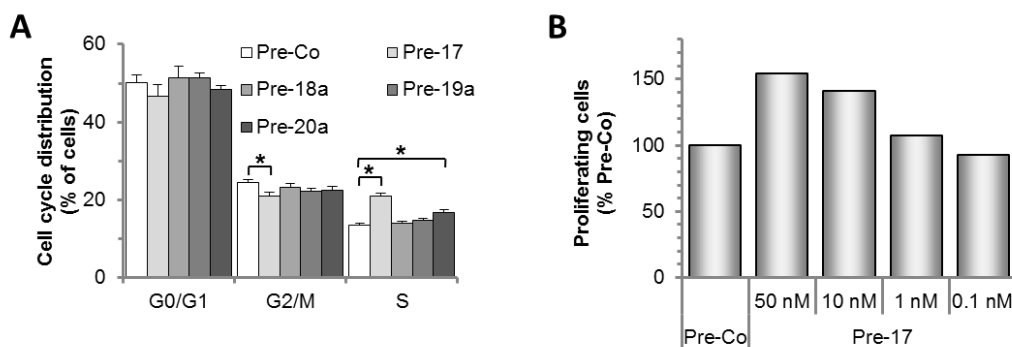 A
Cell cycle distribution
(% of cells)
60
40
20
0
Pre-Co
Pre-17
Pre-18a
Pre-19a
Pre-20a
*
*
*
G0/G1
G2/M
S
B
Proliferating cells
(% Pre-Co)
150
100
50
0
50 nM
10 nM
1 nM
0.1 nM
Pre-Co
Pre-17